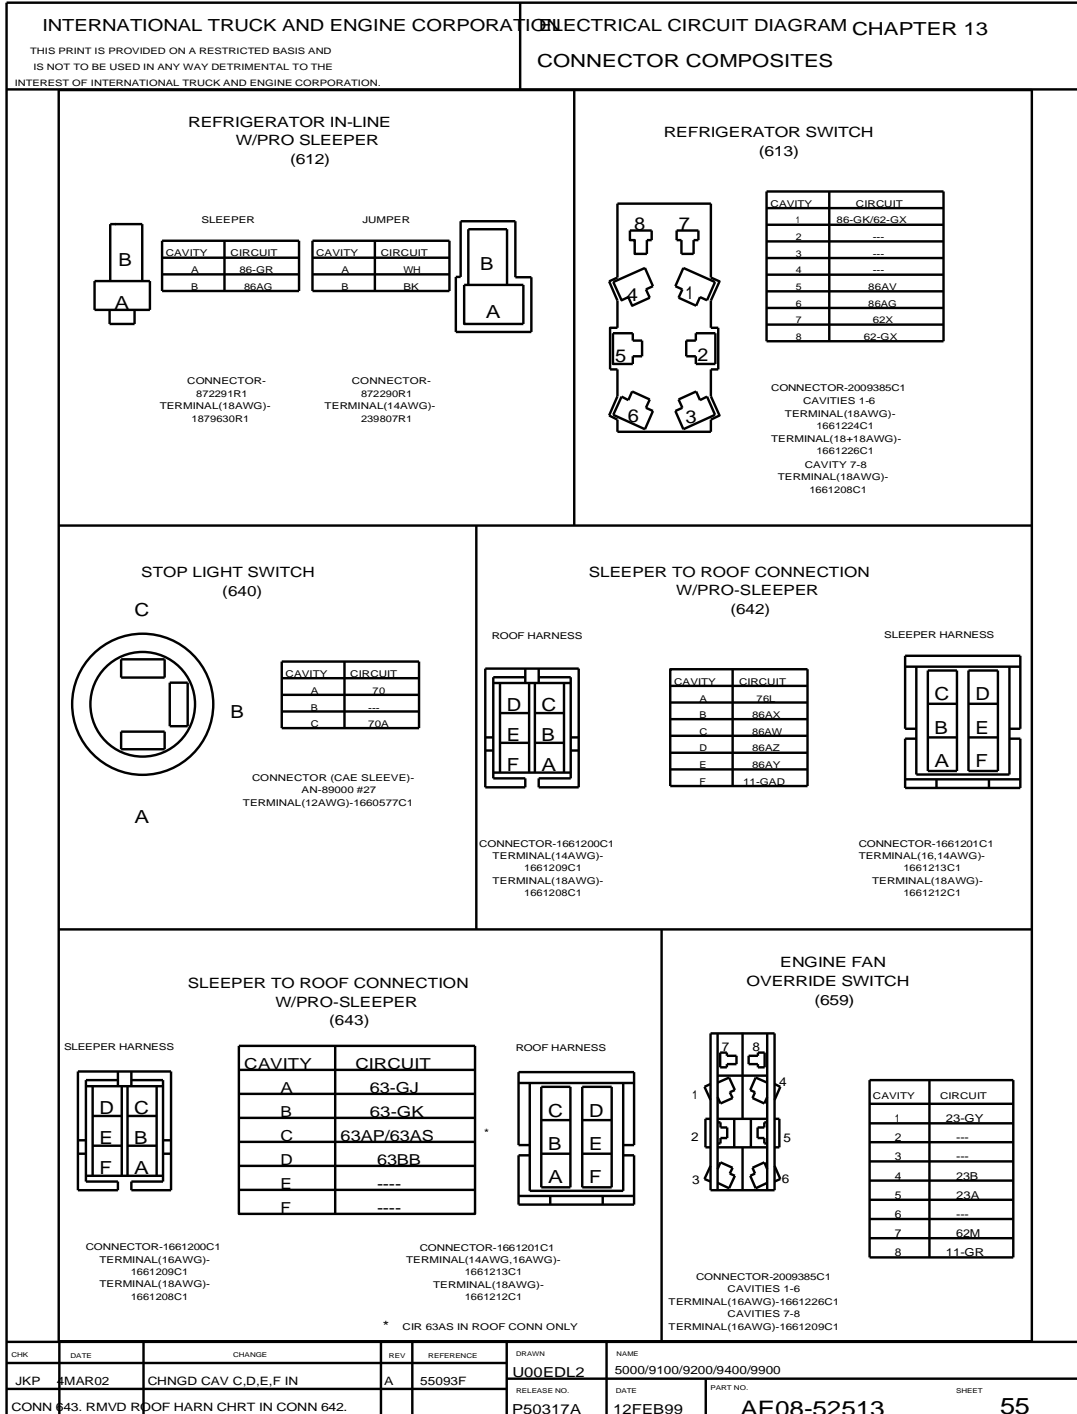 INTERNATIONAL TRUCK AND ENGINE CORPORATION
ELECTRICAL CIRCUIT DIAGRAM CHAPTER 13
THIS PRINT IS PROVIDED ON A RESTRICTED BASIS AND
IS NOT TO BE USED IN ANY WAY DETRIMENTAL TO THE
INTEREST OF INTERNATIONAL TRUCK AND ENGINE CORPORATION.
CONNECTOR COMPOSITES
REFRIGERATOR IN-LINE
W/PRO SLEEPER
(612)
SLEEPER
JUMPER
B
A
CAVITY CIRCUIT
A 86-GR
B 86AG
CAVITY CIRCUIT
A WH
B BK
B
A
CONNECTOR-
872291R1
TERMINAL(18AWG)-
1879630R1
CONNECTOR-
872290R1
TERMINAL(14AWG)-
239807R1
REFRIGERATOR SWITCH
(613)
8 7
4 1
5 2
6 3
CAVITY CIRCUIT
1 86-GK/62-GX
2 ---
3 ---
4 ---
5 86AV
6 86AG
7 62X
8 62-GX
CONNECTOR-2009385C1
CAVITIES 1-6
TERMINAL(18AWG)-
1661224C1
TERMINAL(18+18AWG)-
1661226C1
CAVITY 7-8
TERMINAL(18AWG)-
1661208C1
STOP LIGHT SWITCH
(640)
C
B
A
CAVITY CIRCUIT
A 70
B ---
C 70A
CONNECTOR (CAE SLEEVE)-
AN-89000 #27
TERMINAL(12AWG)-1660577C1
SLEEPER TO ROOF CONNECTION
W/PRO-SLEEPER
(642)
ROOF HARNESS
SLEEPER HARNESS
D C
E B
F A
CAVITY CIRCUIT
A 76L
B 86AX
C 86AW
D 86AZ
E 86AY
F 11-GAD
C D
B E
A F
CONNECTOR-1661200C1
TERMINAL(14AWG)-
1661209C1
TERMINAL(18AWG)-
1661208C1
CONNECTOR-1661201C1
TERMINAL(16,14AWG)-
1661213C1
TERMINAL(18AWG)-
1661212C1
SLEEPER TO ROOF CONNECTION
W/PRO-SLEEPER
(643)
SLEEPER HARNESS
ROOF HARNESS
D C
E B
F A
CAVITY CIRCUIT
A 63-GJ
B 63-GK
C 63AP/63AS *
D 63BB
E ----
F ----
C D
B E
A F
CONNECTOR-1661200C1
TERMINAL(16AWG)-
1661209C1
TERMINAL(18AWG)-
1661208C1
CONNECTOR-1661201C1
TERMINAL(14AWG,16AWG)-
1661213C1
TERMINAL(18AWG)-
1661212C1
* CIR 63AS IN ROOF CONN ONLY
ENGINE FAN
OVERRIDE SWITCH
(659)
7 8
1 4
2 5
3 6
CAVITY CIRCUIT
1 23-GY
2 ---
3 ---
4 23B
5 23A
6 ---
7 62M
8 11-GR
CONNECTOR-2009385C1
CAVITIES 1-6
TERMINAL(16AWG)-1661226C1
CAVITIES 7-8
TERMINAL(16AWG)-1661209C1
CHK DATE CHANGE REV REFERENCE
JKP 4MAR02 CHNGD CAV C,D,E,F IN A 55093F
CONN 643. RMVD ROOF HARN CHRT IN CONN 642.
DRAWN
U00EDL2
NAME
5000/9100/9200/9400/9900
RELEASE NO.
P50317A
DATE
12FEB99
PART NO.
AE08-52513
SHEET
55